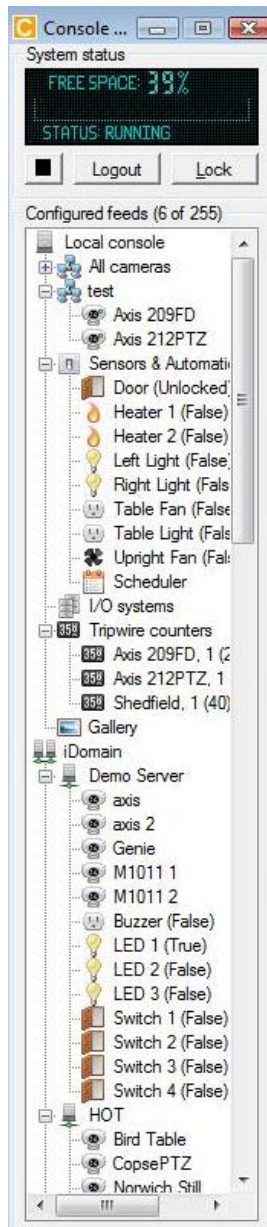 Console ...
System status
FREE SPACE: 39%
STATUS: RUNNING
Logout Lock
Configured feeds (6 of 255)
Local console
All cameras
test
Axis 209FD
Axis 212PTZ
Sensors & Automati
Door (Unlocked)
Heater 1 (False)
Heater 2 (False)
Left Light (False)
Right Light (Fals
Table Fan (False
Table Light (Fals
Upright Fan (Fals
Scheduler
I/O systems
Tripwire counters
Axis 209FD, 1 (2
Axis 212PTZ, 1
Shedfield, 1 (40)
Gallery
iDomain
Demo Server
axis
axis 2
Genie
M1011 1
M1011 2
Buzzer (False)
LED 1 (True)
LED 2 (False)
LED 3 (False)
Switch 1 (False)
Switch 2 (False)
Switch 3 (False)
Switch 4 (False)
HOT
Bird Table
CopsePTZ
Norwich Still